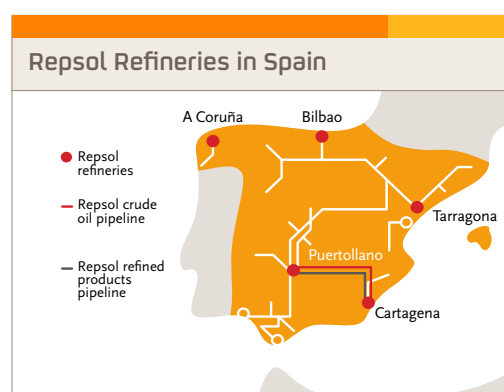 Repsol Refineries in Spain
A Coruña
Bilbao
Repsol
refineries
Repsol crude
oil pipeline
Tarragona
Puertollano
Repsol refined
products
pipeline
Cartagena